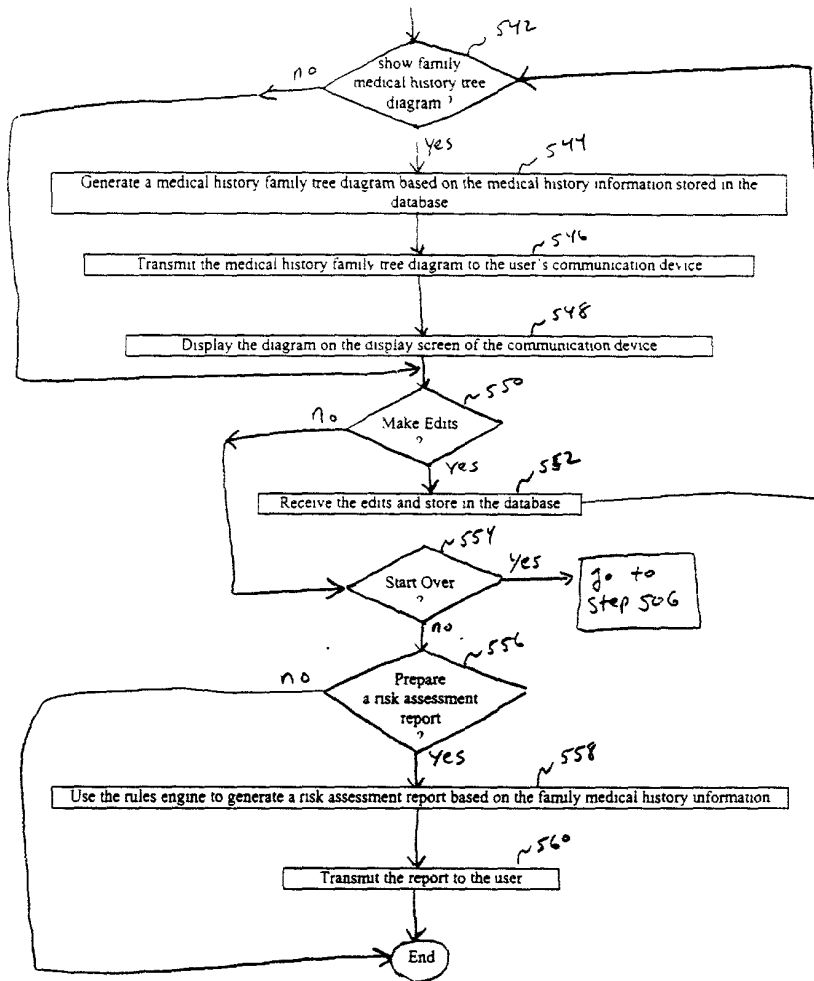 542
show family
no
medical history tree
diagram ?
yes
544
Generate a medical history family tree diagram based on the medical history information stored in the
database
546
Transmit the medical history family tree diagram to the user's communication device
548
Display the diagram on the display screen of the communication device
550
no
Make Edits
?
yes
552
Receive the edits and store in the database
554
Start Over
?
yes
go to
step 506
no
556
no
Prepare
a risk assessment
report
?
yes
558
Use the rules engine to generate a risk assessment report based on the family medical history information
560
Transmit the report to the user
End